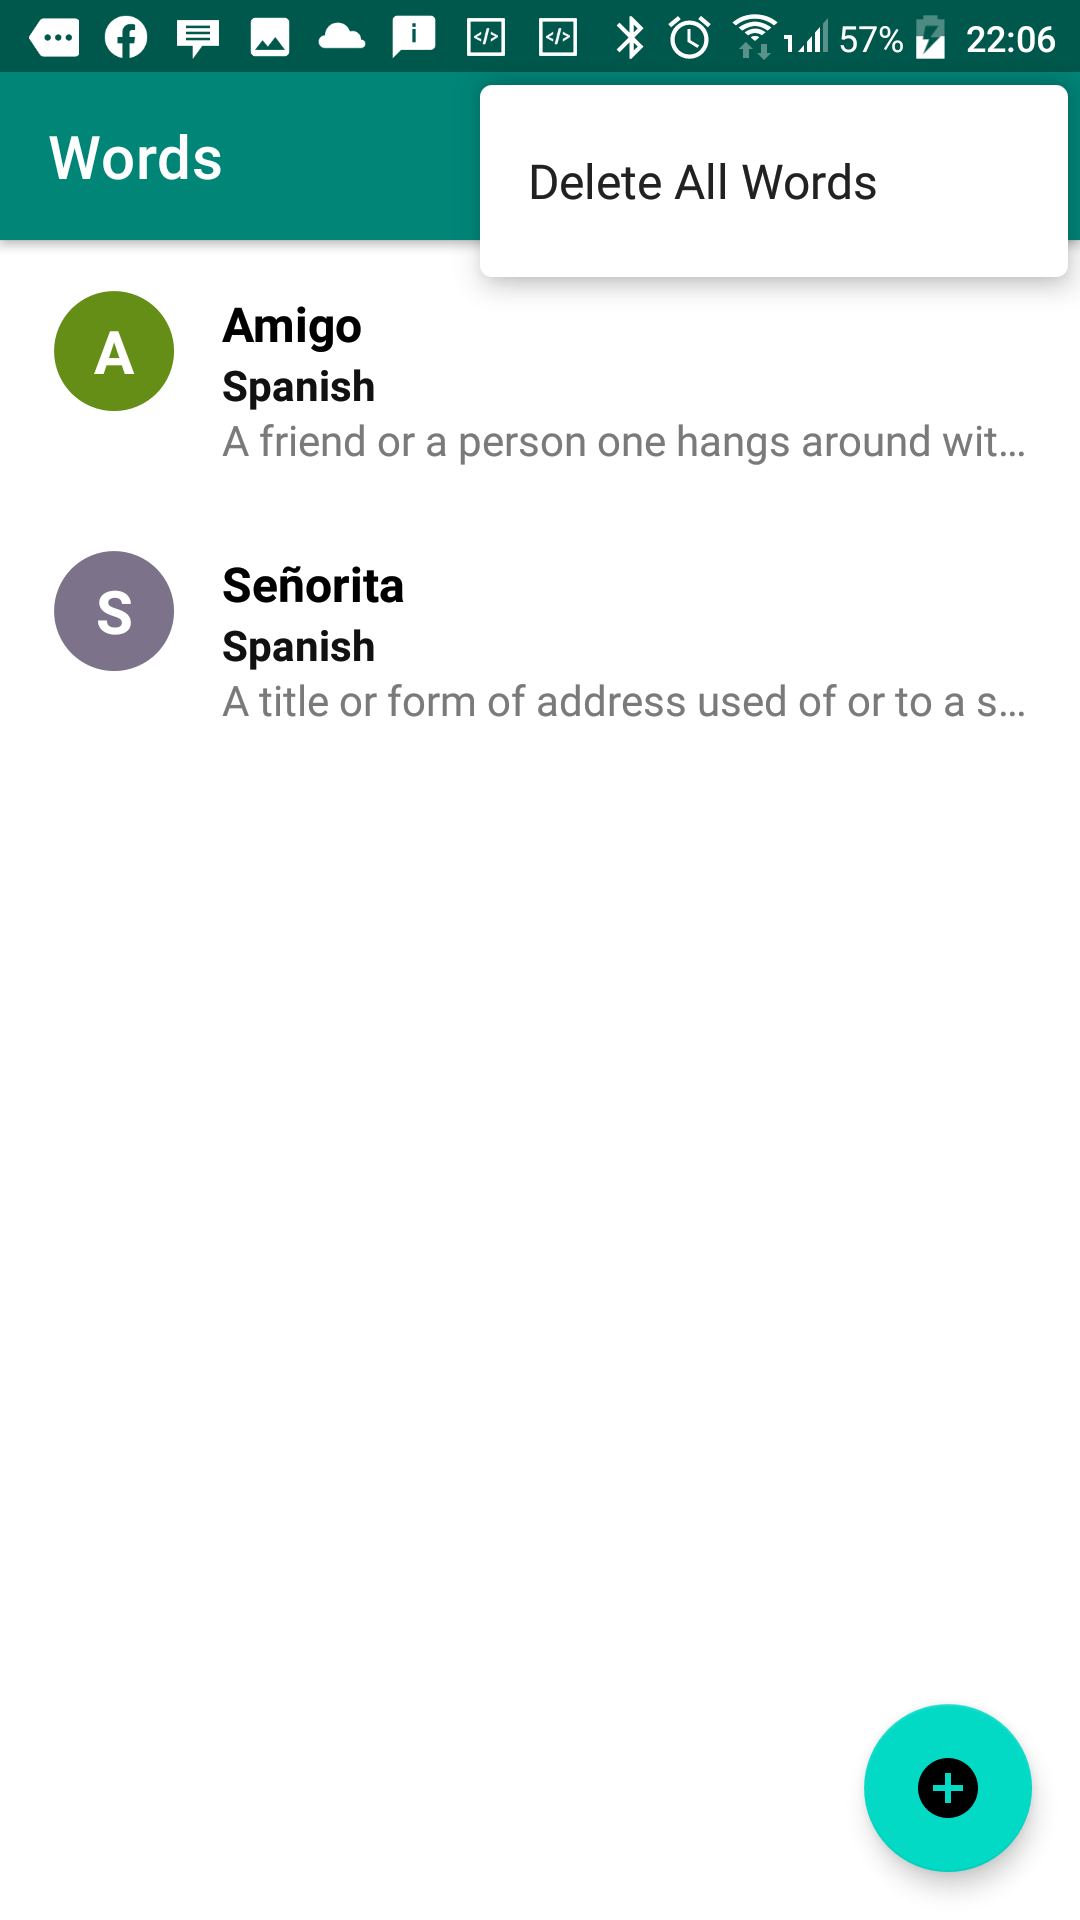 57% 22:06
Words
Delete All Words
A
Amigo
Spanish
A friend or a person one hangs around wit...
S
Señorita
Spanish
A title or form of address used of or to a s...